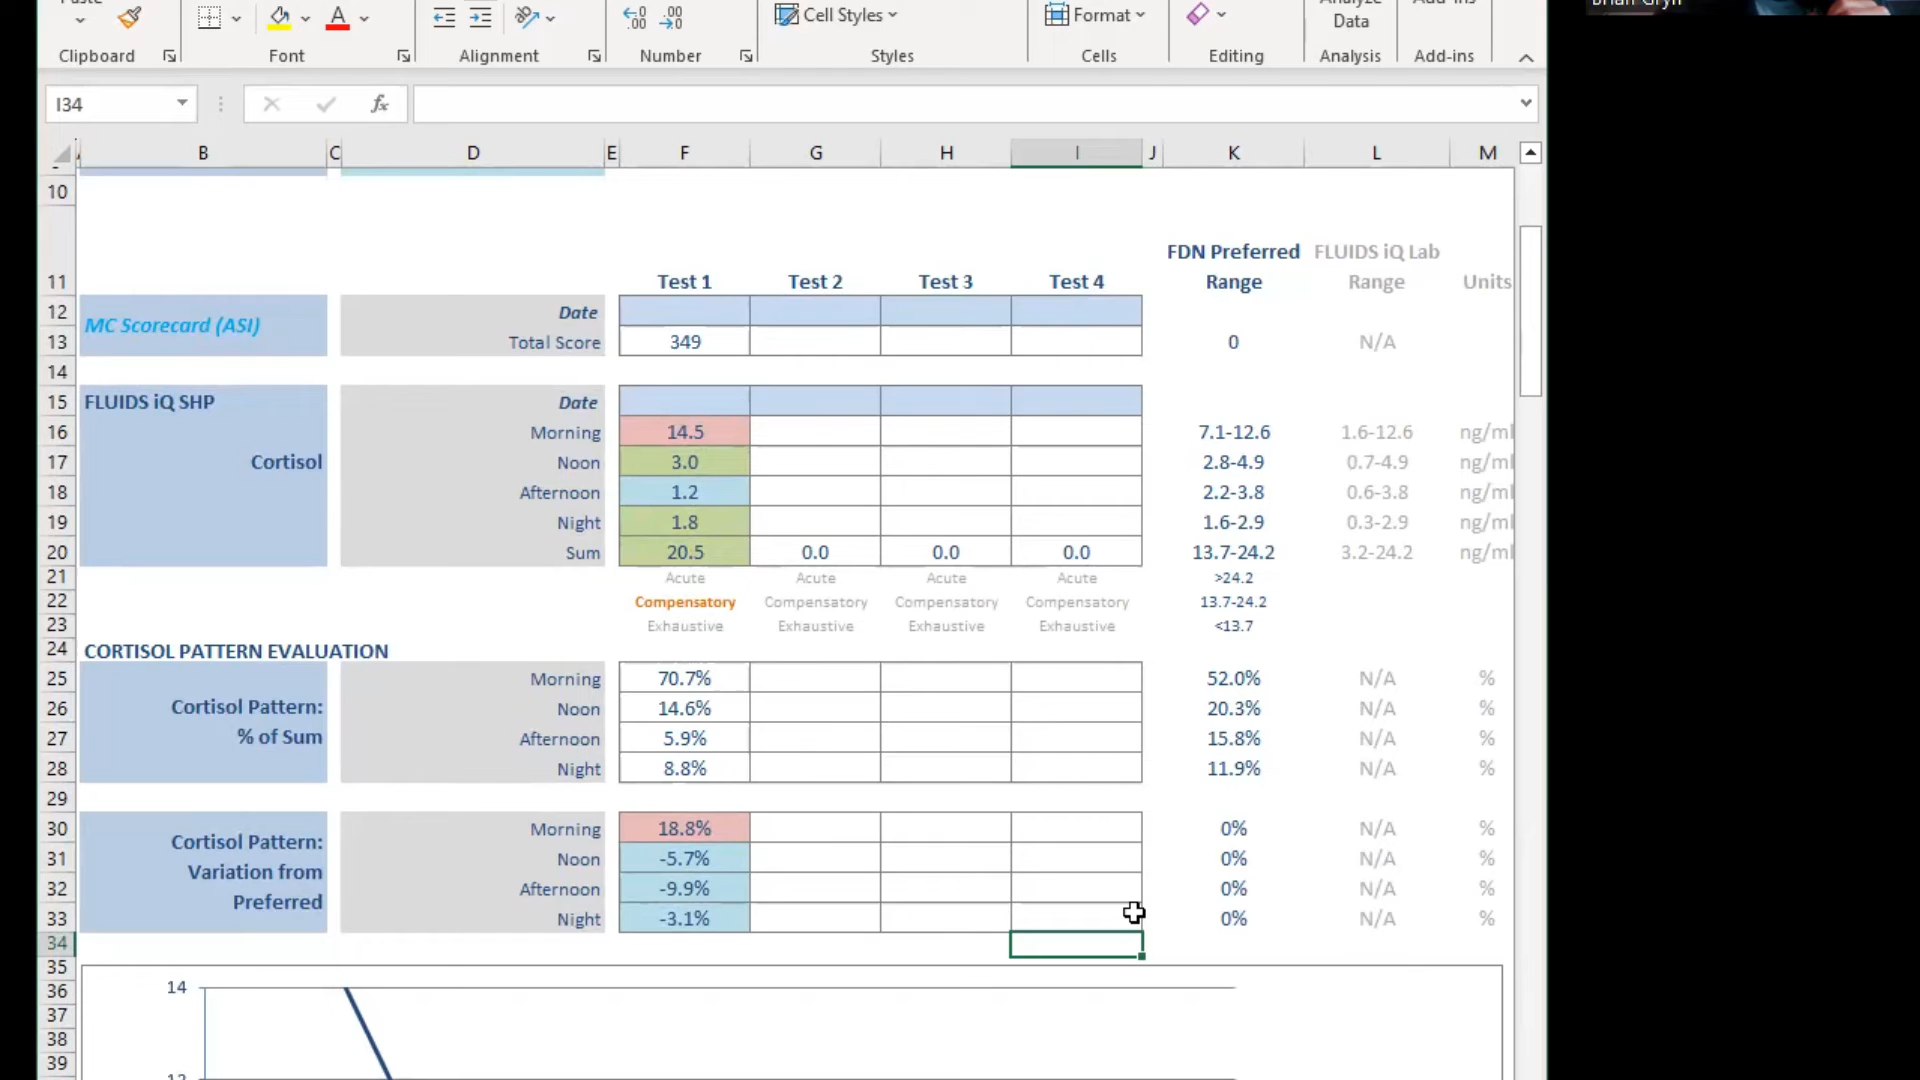 Cell Styles
Format
Data
Clipboard
Font
Alignment
Number
Styles
Cells
Editing
Analysis
Add-ins
I34
fx
B C D E F G H I J K L M
10
FDN Preferred FLUIDS iQ Lab
11 Test 1 Test 2 Test 3 Test 4 Range Range Units
12 Date
MC Scorecard (ASI)
13 Total Score 349 0 N/A
14
15 FLUIDS iQ SHP Date
16 Morning 14.5 7.1-12.6 1.6-12.6 ng/ml
17 Cortisol Noon 3.0 2.8-4.9 0.7-4.9 ng/ml
18 Afternoon 1.2 2.2-3.8 0.6-3.8 ng/ml
19 Night 1.8 1.6-2.9 0.3-2.9 ng/ml
20 Sum 20.5 0.0 0.0 0.0 13.7-24.2 3.2-24.2 ng/ml
21 Acute Acute Acute Acute >24.2
22 Compensatory Compensatory Compensatory Compensatory 13.7-24.2
23 Exhaustive Exhaustive Exhaustive Exhaustive <13.7
24 CORTISOL PATTERN EVALUATION
25 Morning 70.7% 52.0% N/A %
26 Cortisol Pattern: Noon 14.6% 20.3% N/A %
27 % of Sum Afternoon 5.9% 15.8% N/A %
28 Night 8.8% 11.9% N/A %
29
30 Cortisol Pattern: Morning 18.8% 0% N/A %
31 Variation from Noon -5.7% 0% N/A %
32 Preferred Afternoon -9.9% 0% N/A %
33 Night -3.1% 0% N/A %
34
35
36 14
37
38
39